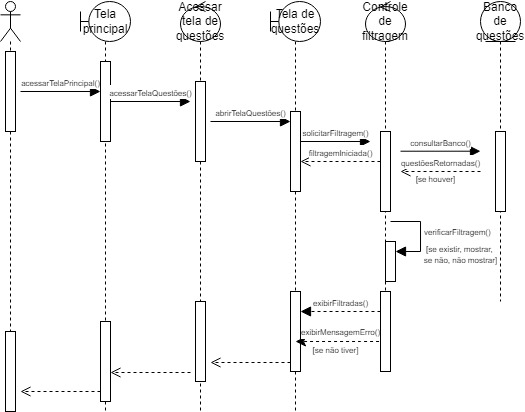 Tela
principal
Acessar
tela de
questões
Tela de
questões
Controle
de
filtragem
Banco
de
questões
acessarTelaPrincipal()
acessarTelaQuestões()
abrirTelaQuestões()
solicitarFiltragem()
filtragemIniciada()
consultarBanco()
questõesRetornadas()
[se houver]
verificarFiltragem()
[se existir, mostrar,
se não, não mostrar]
exibirFiltradas()
exibirMensagemErro()
[se não tiver]